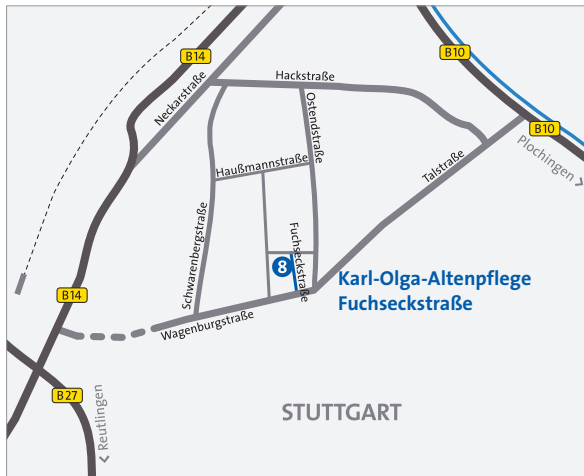 B14
B10
Hackstraße
Neckarstraße
Ostendstraße
B10
Plochingen
Haußmannstraße
Talstraße
Schwarenbergstraße
Fuchseckstraße
8
Karl-Olga-Altenpflege
Fuchseckstraße
B14
Wagenburgstraße
B27
Reutlingen
STUTTGART